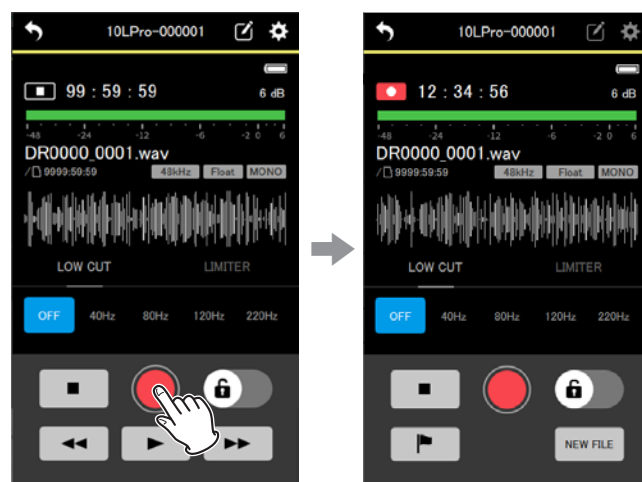 10LPro-000001
99 : 59 : 59
6 dB
-48 -24 -12 -6 -2 0 6
DR0000_0001.wav
/ 9999:59:59 48kHz Float MONO
LOW CUT LIMITER
OFF 40Hz 80Hz 120Hz 220Hz
10LPro-000001
12 : 34 : 56
6 dB
-48 -24 -12 -6 -2 0 6
DR0000_0001.wav
/ 9999:59:59 48kHz Float MONO
LOW CUT LIMITER
OFF 40Hz 80Hz 120Hz 220Hz
NEW FILE